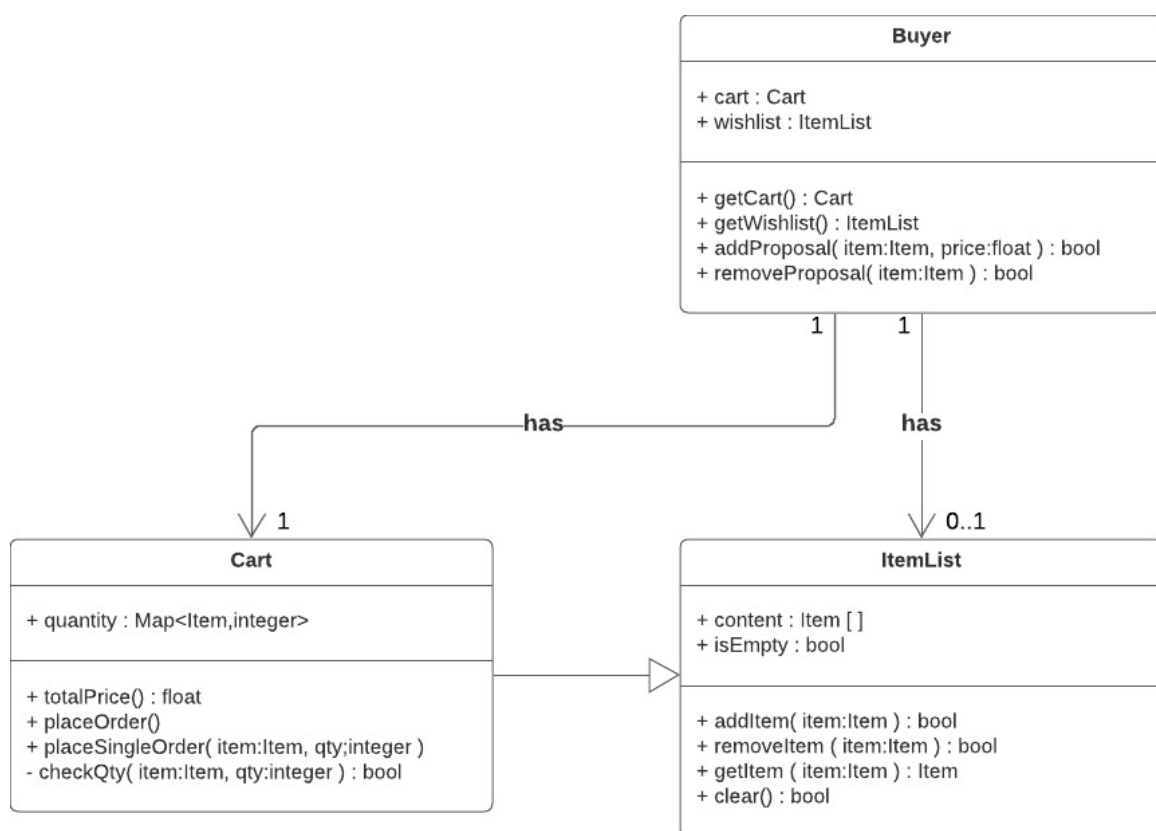 Buyer
+ cart : Cart
+ wishlist : ItemList
+ getCart() : Cart
+ getWishlist() : ItemList
+ addProposal( item:Item, price:float ) : bool
+ removeProposal( item:Item ) : bool
1
1
has
has
1
0..1
Cart
+ quantity : Map<Item,integer>
+ totalPrice() : float
+ placeOrder()
+ placeSingleOrder( item:Item, qty;integer )
- checkQty( item:Item, qty:integer ) : bool
ItemList
+ content : Item [ ]
+ isEmpty : bool
+ addItem( item:Item ) : bool
+ removeItem ( item:Item ) : bool
+ getItem ( item:Item ) : Item
+ clear() : bool